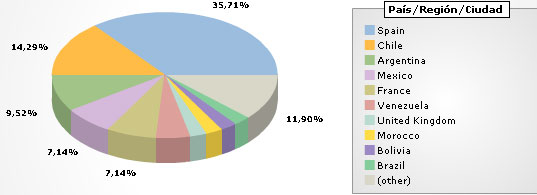 35,71%
14,29%
9,52%
7,14%
7,14%
11,90%
País/Región/Ciudad
Spain
Chile
Argentina
Mexico
France
Venezuela
United Kingdom
Morocco
Bolivia
Brazil
(other)